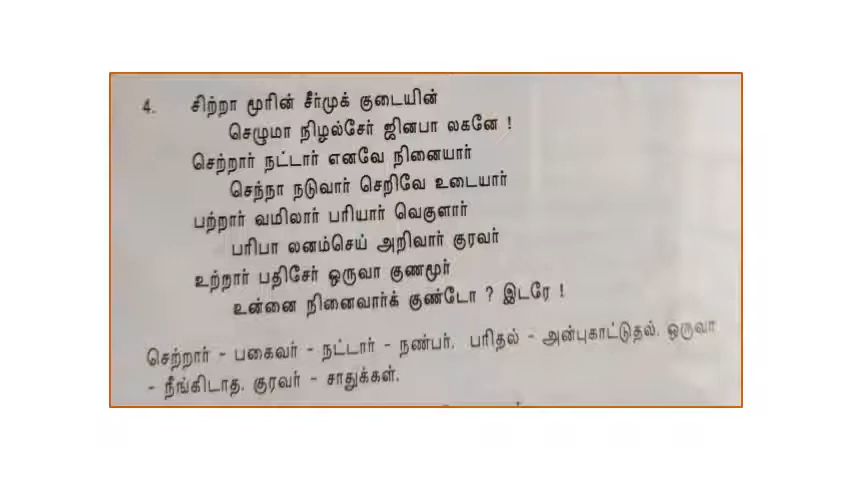 4. சிற்றா மூரின் சீர்முக் குடையின்
செழுமா நிழல்சேர் ஜினபா லகனே !
செற்றார் நட்டார் எனவே நினையார்
செந்நா நடுவார் செறிவே உடையார்
பற்றார் வமிலார் பரியார் வெகுளார்
பரிபா லனம்செய் அறிவார் குரவர்
உற்றார் பதிசேர் ஒருவா குணமூர்
உன்னை நினைவார்க் குண்டோ ? இடரே !
செற்றார் - பகைவர் - நட்டார் - நண்பர். பரிதல் - அன்புகாட்டுதல். ஒருவா
- நீங்கிடாத. குரவர் - சாதுக்கள்.